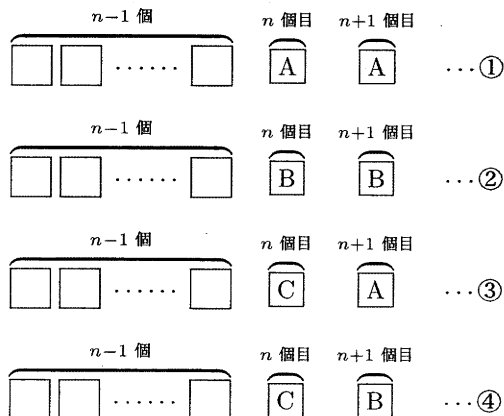 n−1 個 n 個目 n+1 個目
...... A A …①
n−1 個 n 個目 n+1 個目
...... B B …②
n−1 個 n 個目 n+1 個目
...... C A …③
n−1 個 n 個目 n+1 個目
...... C B …④